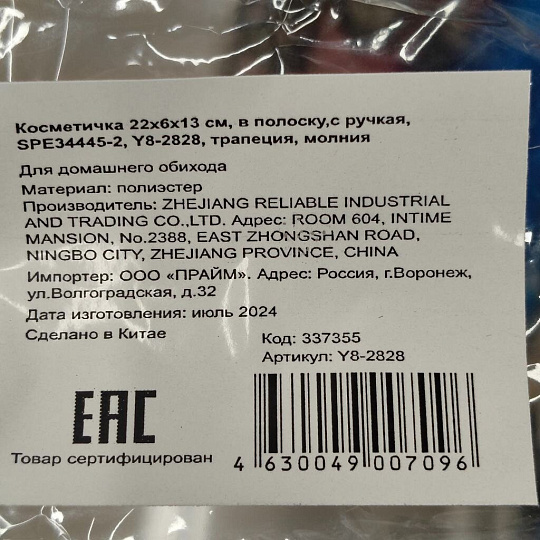 Косметичка 22х6х13 см, в полоску,с ручкая,
SPE34445-2, Y8-2828, трапеция, молния
Для домашнего обихода
Материал: полиэстер
Производитель: ZHEJIANG RELIABLE INDUSTRIAL
AND TRADING CO.,LTD. Адрес: ROOM 604, INTIME
MANSION, No.2388, EAST ZHONGSHAN ROAD,
NINGBO CITY, ZHEJIANG PROVINCE, CHINA
Импортер: ООО «ПРАЙМ». Адрес: Россия, г.Воронеж,
ул.Волгоградская, д.32
Дата изготовления: июль 2024
Сделано в Китае
Код: 337355
Артикул: Y8-2828
EAC
Товар сертифицирован
4 630049 007096